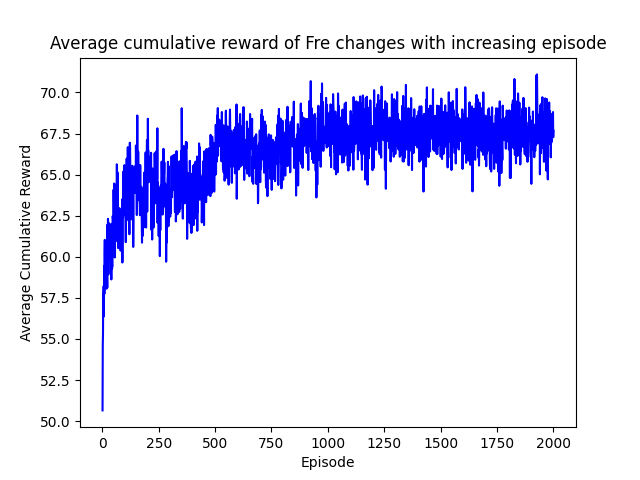 Average cumulative reward of Fre changes with increasing episode
70.0
67.5
65.0
62.5
60.0
57.5
55.0
52.5
50.0
Average Cumulative Reward
0 250 500 750 1000 1250 1500 1750 2000
Episode